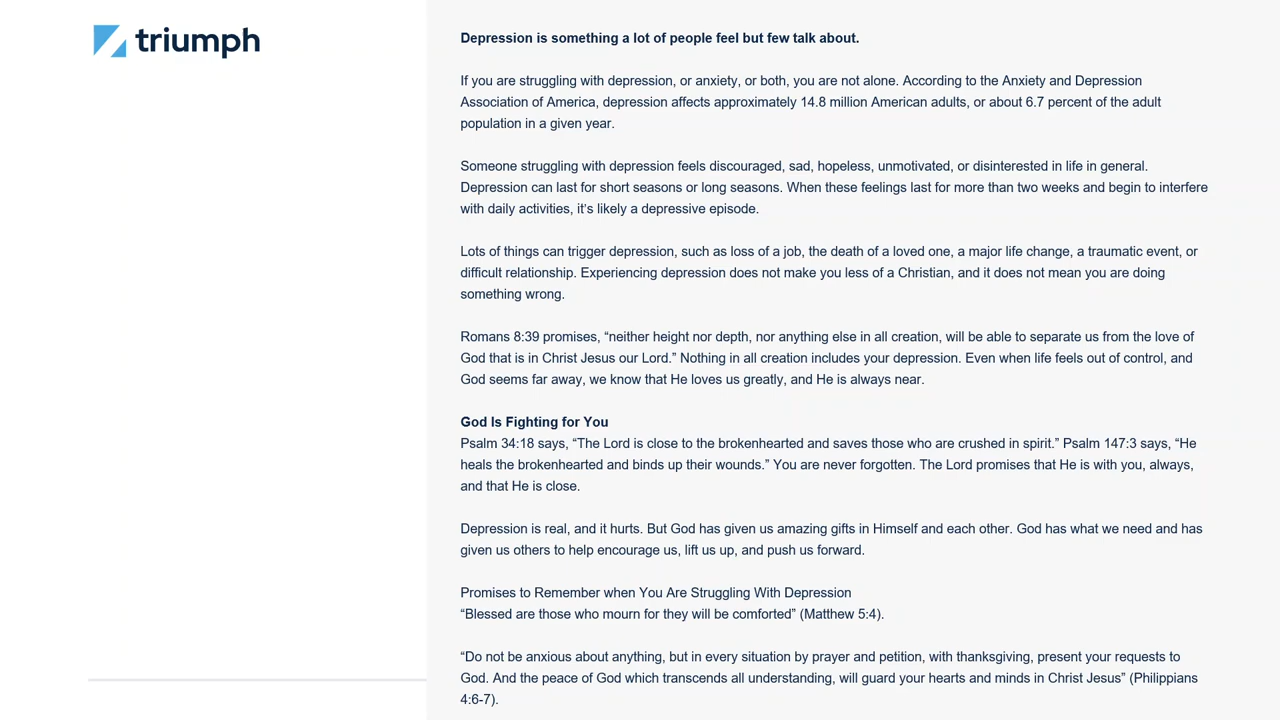 triumph
Depression is something a lot of people feel but few talk about.
If you are struggling with depression, or anxiety, or both, you are not alone. According to the Anxiety and Depression
Association of America, depression affects approximately 14.8 million American adults, or about 6.7 percent of the adult
population in a given year.
Someone struggling with depression feels discouraged, sad, hopeless, unmotivated, or disinterested in life in general.
Depression can last for short seasons or long seasons. When these feelings last for more than two weeks and begin to interfere
with daily activities, it’s likely a depressive episode.
Lots of things can trigger depression, such as loss of a job, the death of a loved one, a major life change, a traumatic event, or
difficult relationship. Experiencing depression does not make you less of a Christian, and it does not mean you are doing
something wrong.
Romans 8:39 promises, “neither height nor depth, nor anything else in all creation, will be able to separate us from the love of
God that is in Christ Jesus our Lord.” Nothing in all creation includes your depression. Even when life feels out of control, and
God seems far away, we know that He loves us greatly, and He is always near.
God Is Fighting for You
Psalm 34:18 says, “The Lord is close to the brokenhearted and saves those who are crushed in spirit.” Psalm 147:3 says, “He
heals the brokenhearted and binds up their wounds.” You are never forgotten. The Lord promises that He is with you, always,
and that He is close.
Depression is real, and it hurts. But God has given us amazing gifts in Himself and each other. God has what we need and has
given us others to help encourage us, lift us up, and push us forward.
Promises to Remember when You Are Struggling With Depression
“Blessed are those who mourn for they will be comforted” (Matthew 5:4).
“Do not be anxious about anything, but in every situation by prayer and petition, with thanksgiving, present your requests to
God. And the peace of God which transcends all understanding, will guard your hearts and minds in Christ Jesus” (Philippians
4:6-7).